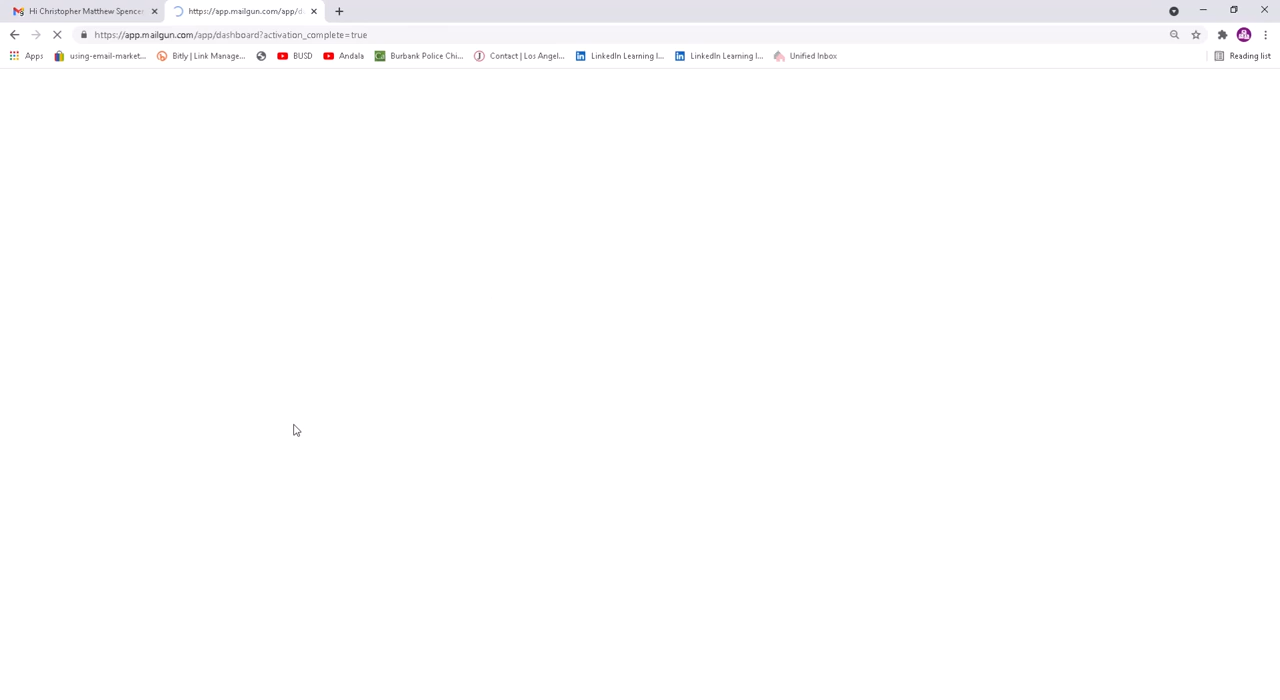 Hi Christopher Matthew Spencer
https://app.mailgun.com/app/d
https://app.mailgun.com/app/dashboard?activation_complete=true
Apps using-email-market... Bitly | Link Manage... BUSD Andala Burbank Police Chi... Contact | Los Angel... LinkedIn Learning I... LinkedIn Learning I... Unified Inbox Reading list